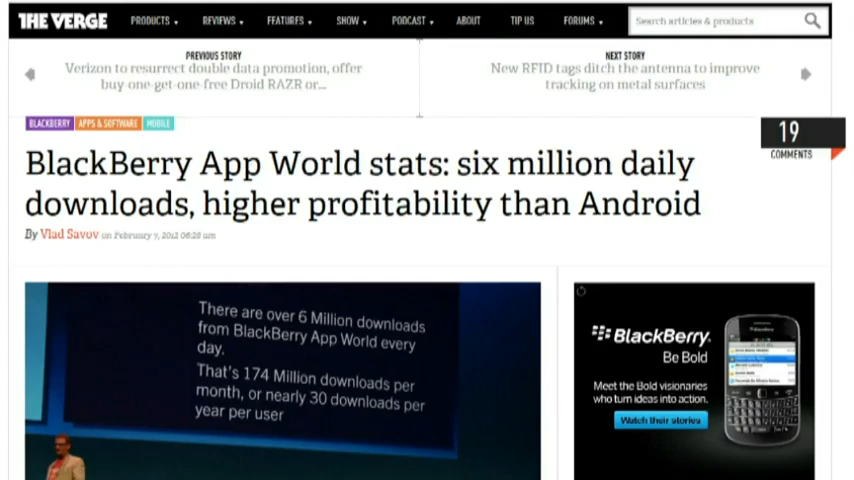 THE VERGE
PRODUCTS REVIEWS FEATURES SHOW PODCAST ABOUT TIP US FORUMS Search articles & products
PREVIOUS STORY
Verizon to resurrect double data promotion, offer
buy-one-get-one-free Droid RAZR or...
NEXT STORY
New RFID tags ditch the antenna to improve
tracking on metal surfaces
BLACKBERRY APPS & SOFTWARE MOBILE
19
COMMENTS
BlackBerry App World stats: six million daily
downloads, higher profitability than Android
By Vlad Savov on February 7, 2012 06:28 am
There are over 6 Million downloads
from BlackBerry App World every
day.
That's 174 Million downloads per
month, or nearly 30 downloads per
year per user
BlackBerry.
Be Bold
Meet the Bold visionaries
who turn ideas into action.
Watch their stories